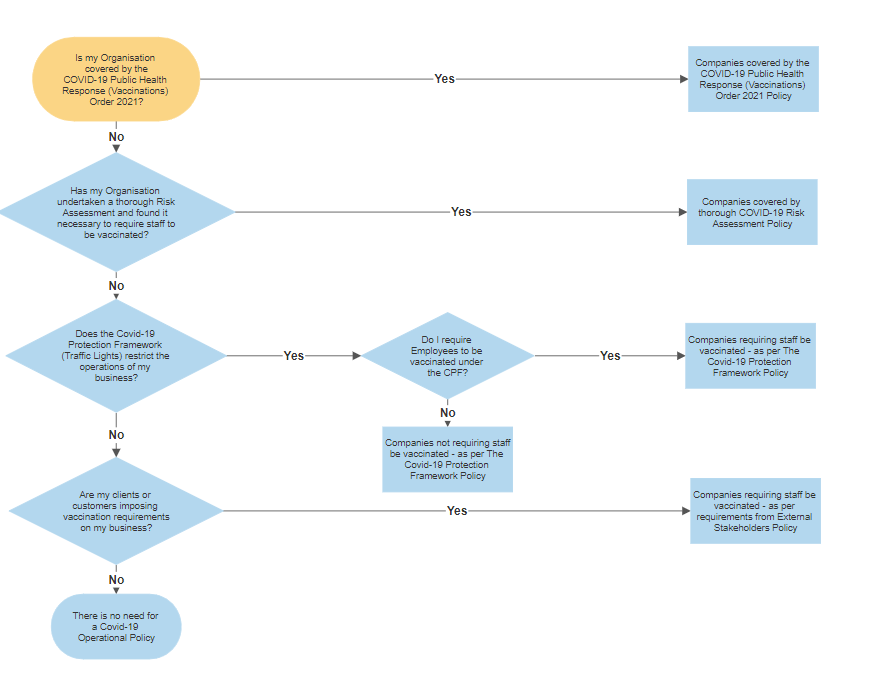 Is my Organisation
covered by the
COVID-19 Public Health
Response (Vaccinations)
Order 2021?
Yes
Companies covered by the
COVID-19 Public Health
Response (Vaccinations)
Order 2021 Policy
No
Has my Organisation
undertaken a thorough Risk
Assessment and found it
necessary to require staff to
be vaccinated?
Yes
Companies covered by
thorough COVID-19 Risk
Assessment Policy
No
Does the Covid-19
Protection Framework
(Traffic Lights) restrict the
operations of my
business?
Yes
Do I require
Employees to be
vaccinated under
the CPF?
Yes
Companies requiring staff be
vaccinated - as per The
Covid-19 Protection
Framework Policy
No
Companies not requiring staff
be vaccinated - as per The
Covid-19 Protection
Framework Policy
No
Are my clients or
customers imposing
vaccination requirements
on my business?
Yes
Companies requiring staff be
vaccinated - as per
requirements from External
Stakeholders Policy
No
There is no need for
a Covid-19
Operational Policy